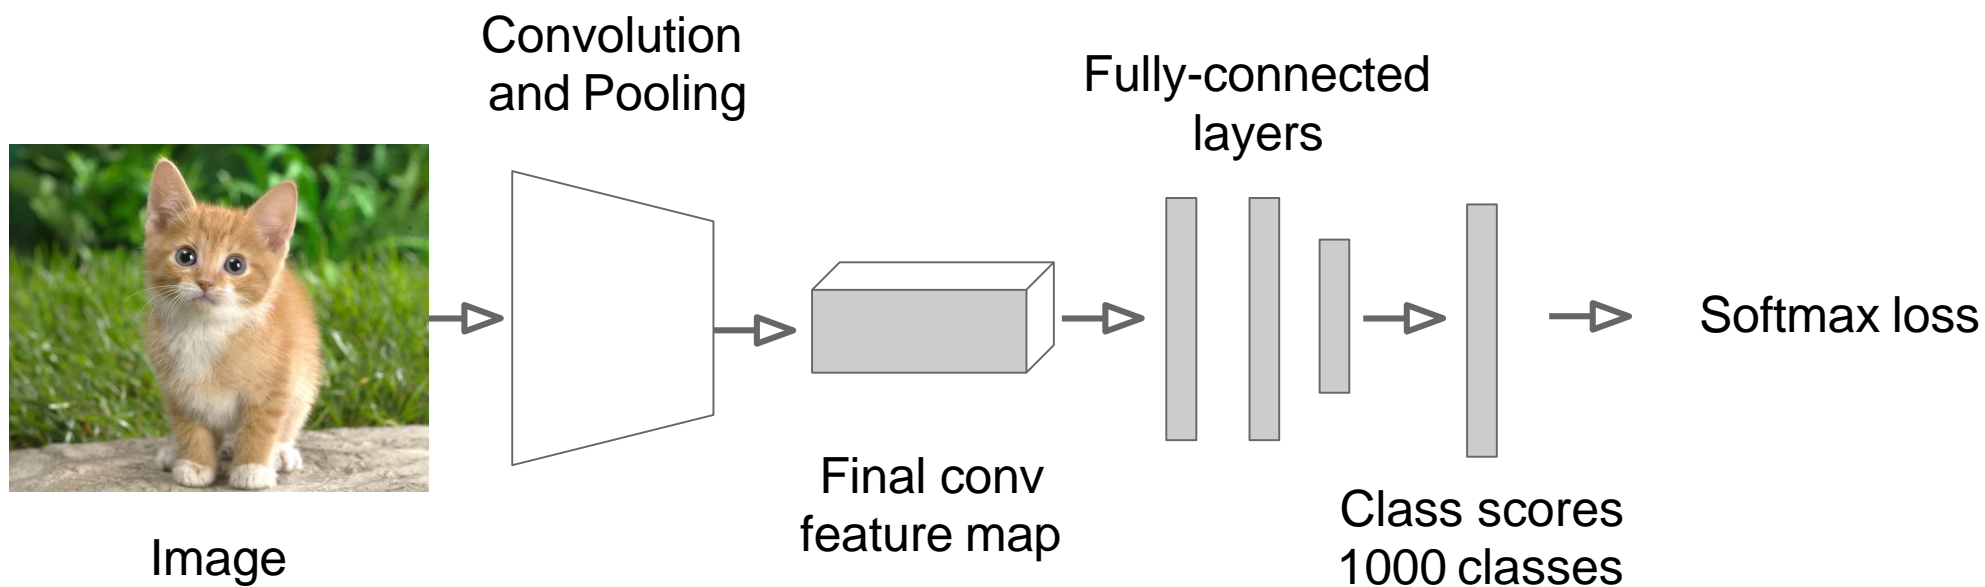 Convolution
and Pooling
Fully-connected
layers
Softmax loss
Final conv
feature map
Class scores
1000 classes
Image